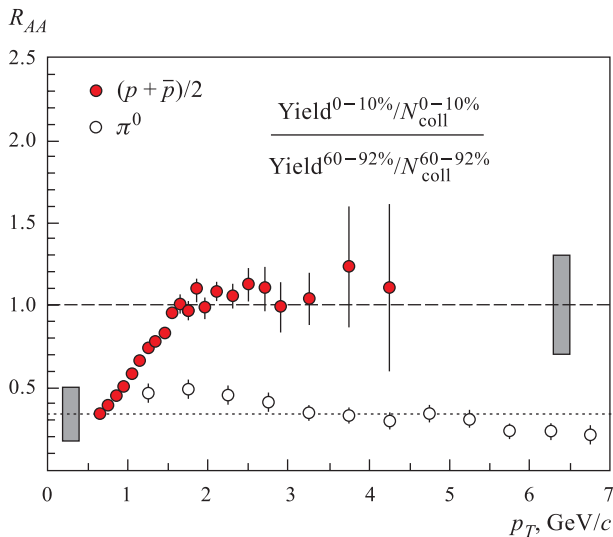 R_AA
2.5
(p + p̄)/2
π⁰
Yield^0−10%/N_coll^0−10%
Yield^60−92%/N_coll^60−92%
2.0
1.5
1.0
0.5
0 1 2 3 4 5 6 7
p_T, GeV/c